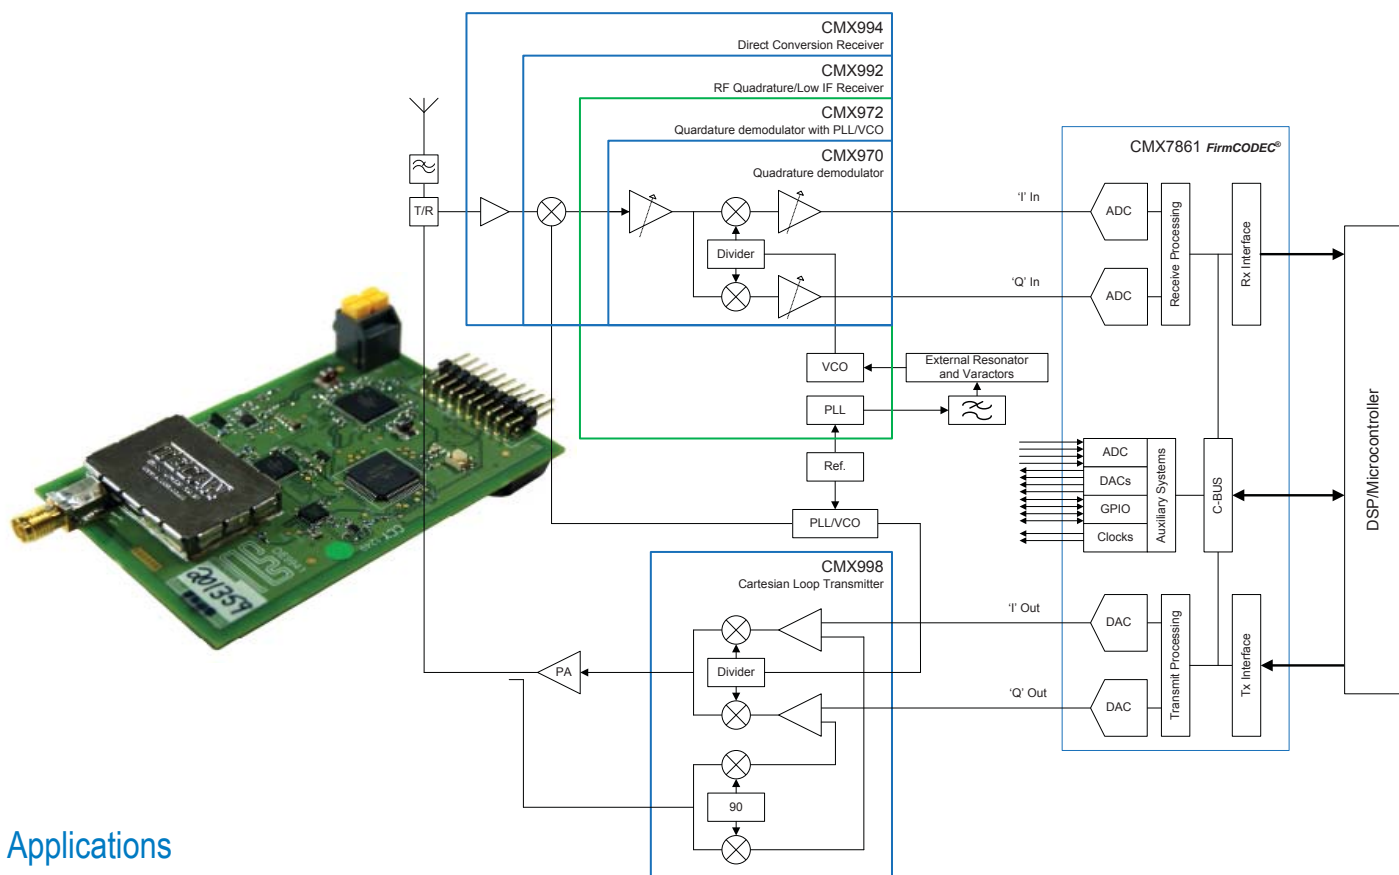 CMX994
Direct Conversion Receiver
CMX992
RF Quadrature/Low IF Receiver
CMX972
Quardature demodulator with PLL/VCO
CMX970
Quadrature demodulator
CMX7861 FirmCODEC®
T/R
Divider
'I' In
'Q' In
ADC
ADC
Receive Processing
Rx Interface
VCO
External Resonator
and Varactors
PLL
Ref.
PLL/VCO
ADC
DACs
GPIO
Clocks
Auxiliary Systems
C-BUS
DSP/Microcontroller
CMX998
Cartesian Loop Transmitter
PA
Divider
90
'I' Out
'Q' Out
DAC
DAC
Transmit Processing
Tx Interface
201359
Applications